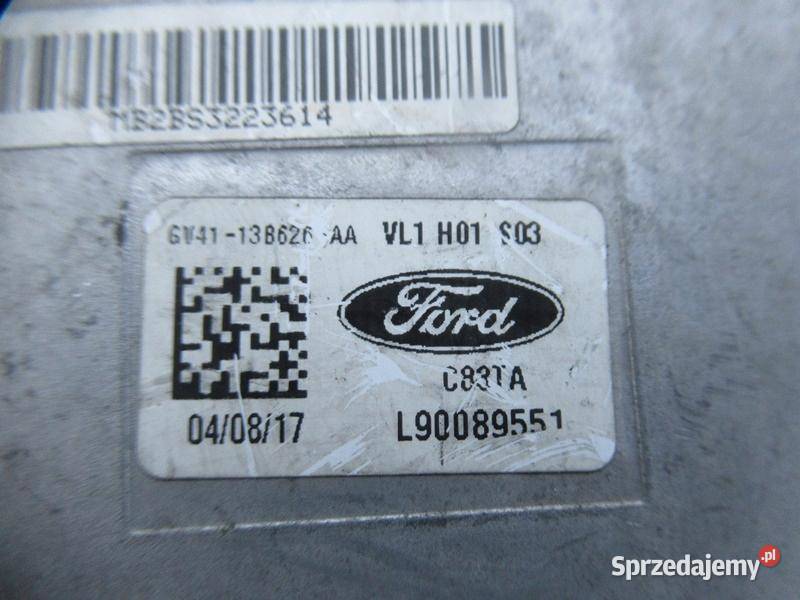 MB2BS3223614
GV41-13B626-AA VL1 H01 S03
Ford
C83TA
04/08/17 L90089551
Sprzedajemy.pl